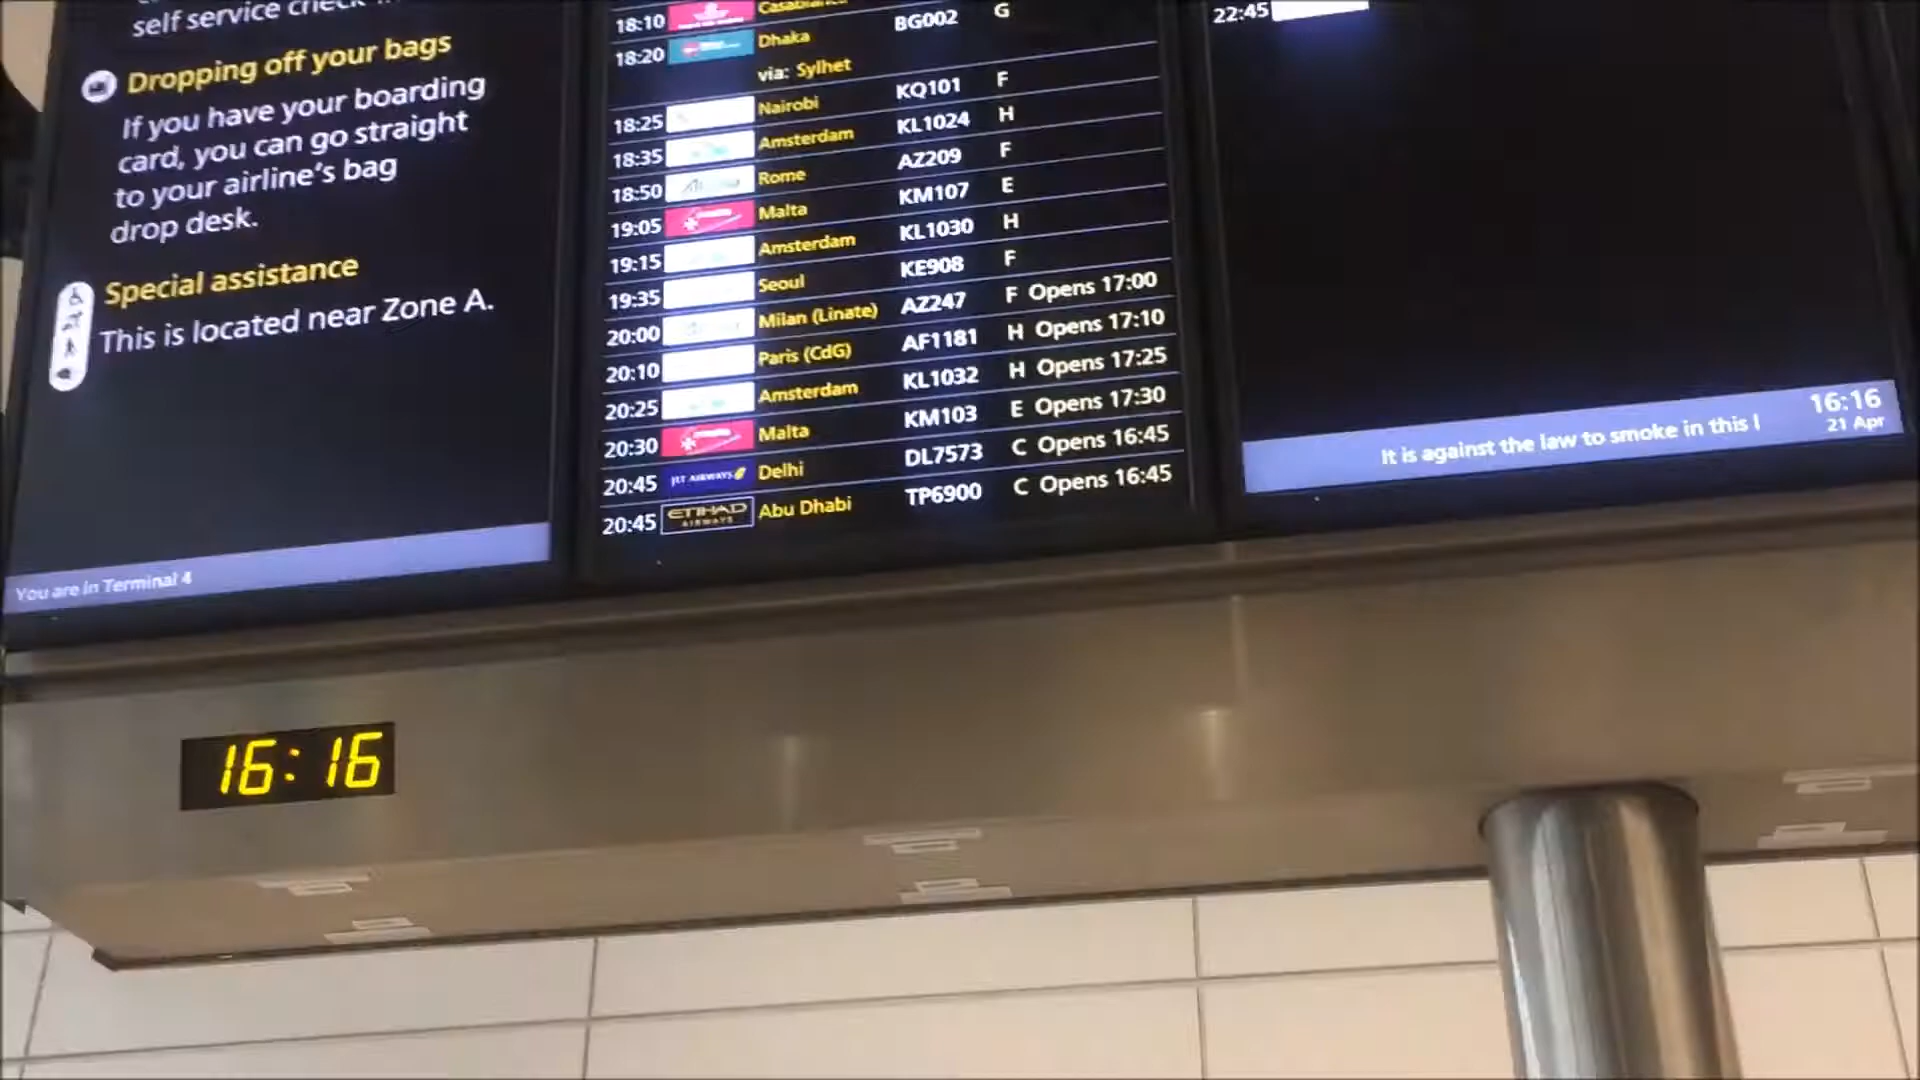 self service check
Dropping off your bags
If you have your boarding
card, you can go straight
to your airline's bag
drop desk.
Special assistance
This is located near Zone A.
You are in Terminal 4
18:10 Casablanca
18:20 Dhaka BG002 G
via: Sylhet
18:25 Nairobi KQ101 F
18:35 Amsterdam KL1024 H
18:50 Rome AZ209 F
19:05 Malta KM107 E
19:15 Amsterdam KL1030 H
19:35 Seoul KE908 F
20:00 Milan (Linate) AZ247 F Opens 17:00
20:10 Paris (CdG) AF1181 H Opens 17:10
20:25 Amsterdam KL1032 H Opens 17:25
20:30 Malta KM103 E Opens 17:30
20:45 JET AIRWAYS Delhi DL7573 C Opens 16:45
20:45 ETIHAD AIRWAYS Abu Dhabi TP6900 C Opens 16:45
22:45
It is against the law to smoke in this
16:16
21 Apr
16:16